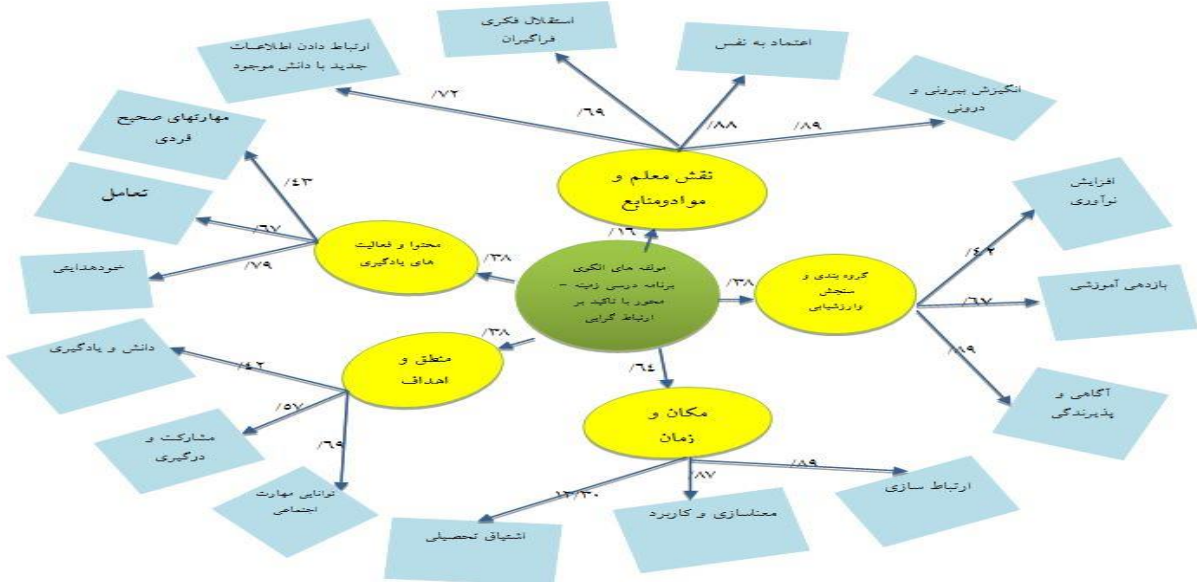 استقلال فکری
فراگیران
اعتماد به نفس
ارتباط دادن اطلاعات
جدید با دانش موجود
انگیزش بیرونی و
درونی
/۷۲
/۶۹
/۸۸
/۸۹
مهارتهای صحیح
فردی
نقش معلم و
موادومنابع
افزایش
نوآوری
/۴۳
تعامل
/۶۷
/۷۹
خودهدایتی
محتوا و فعالیت
های یادگیری
/۳۸
/۱۶
مولفه های الگوی
برنامه درسی زمینه –
محور با تاکید بر
ارتباط گرایی
/۳۸
گروه بندی و
سنجش
وارزشیابی
/۴۲
/۶۷
بازدهی آموزشی
/۸۹
آگاهی و
پذیرندگی
/۳۸
منطق و
اهداف
دانش و یادگیری
/۴۲
/۵۷
/۶۹
مشارکت و
درگیری
توانایی مهارت
اجتماعی
/۶۴
مکان و
زمان
۱۲/۳۰
/۸۷
/۸۹
اشتیاق تحصیلی
معناسازی و کاربرد
ارتباط سازی